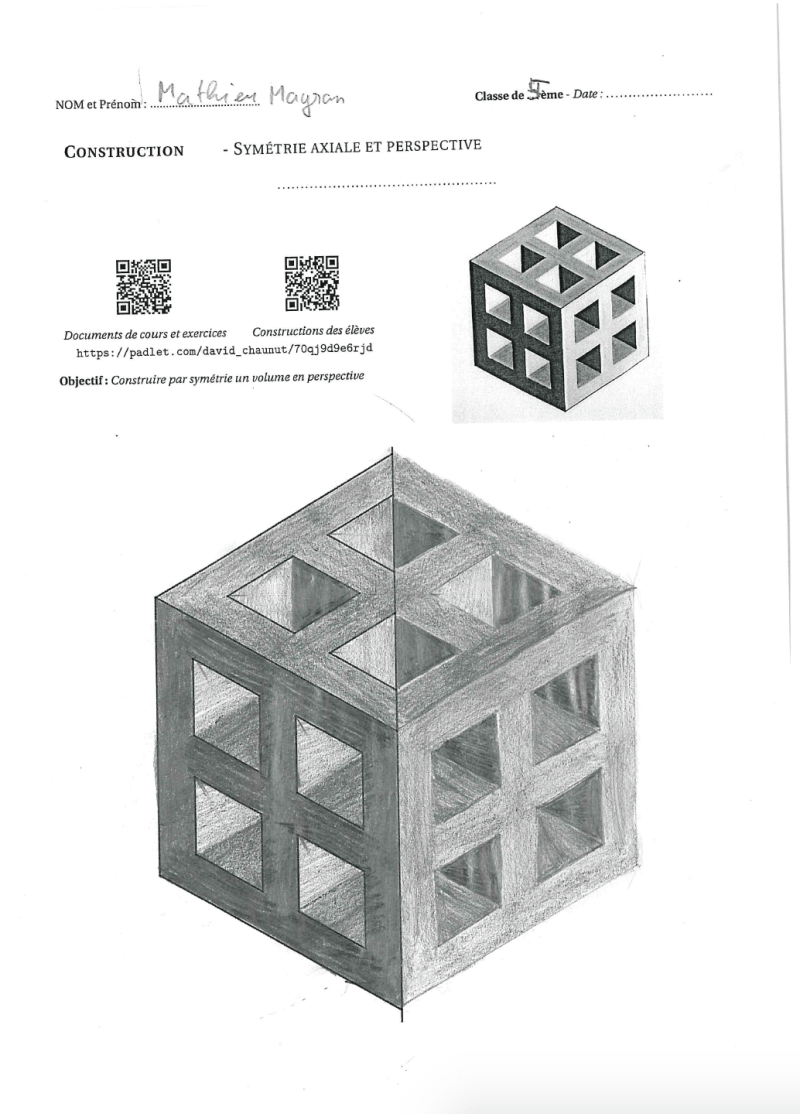 NOM et Prénom : Mathieu Mayran
Classe de 5ème - Date :
CONSTRUCTION - SYMÉTRIE AXIALE ET PERSPECTIVE
Documents de cours et exercices Constructions des élèves
https://padlet.com/david_chaunut/70qj9d9e6rjd
Objectif : Construire par symétrie un volume en perspective